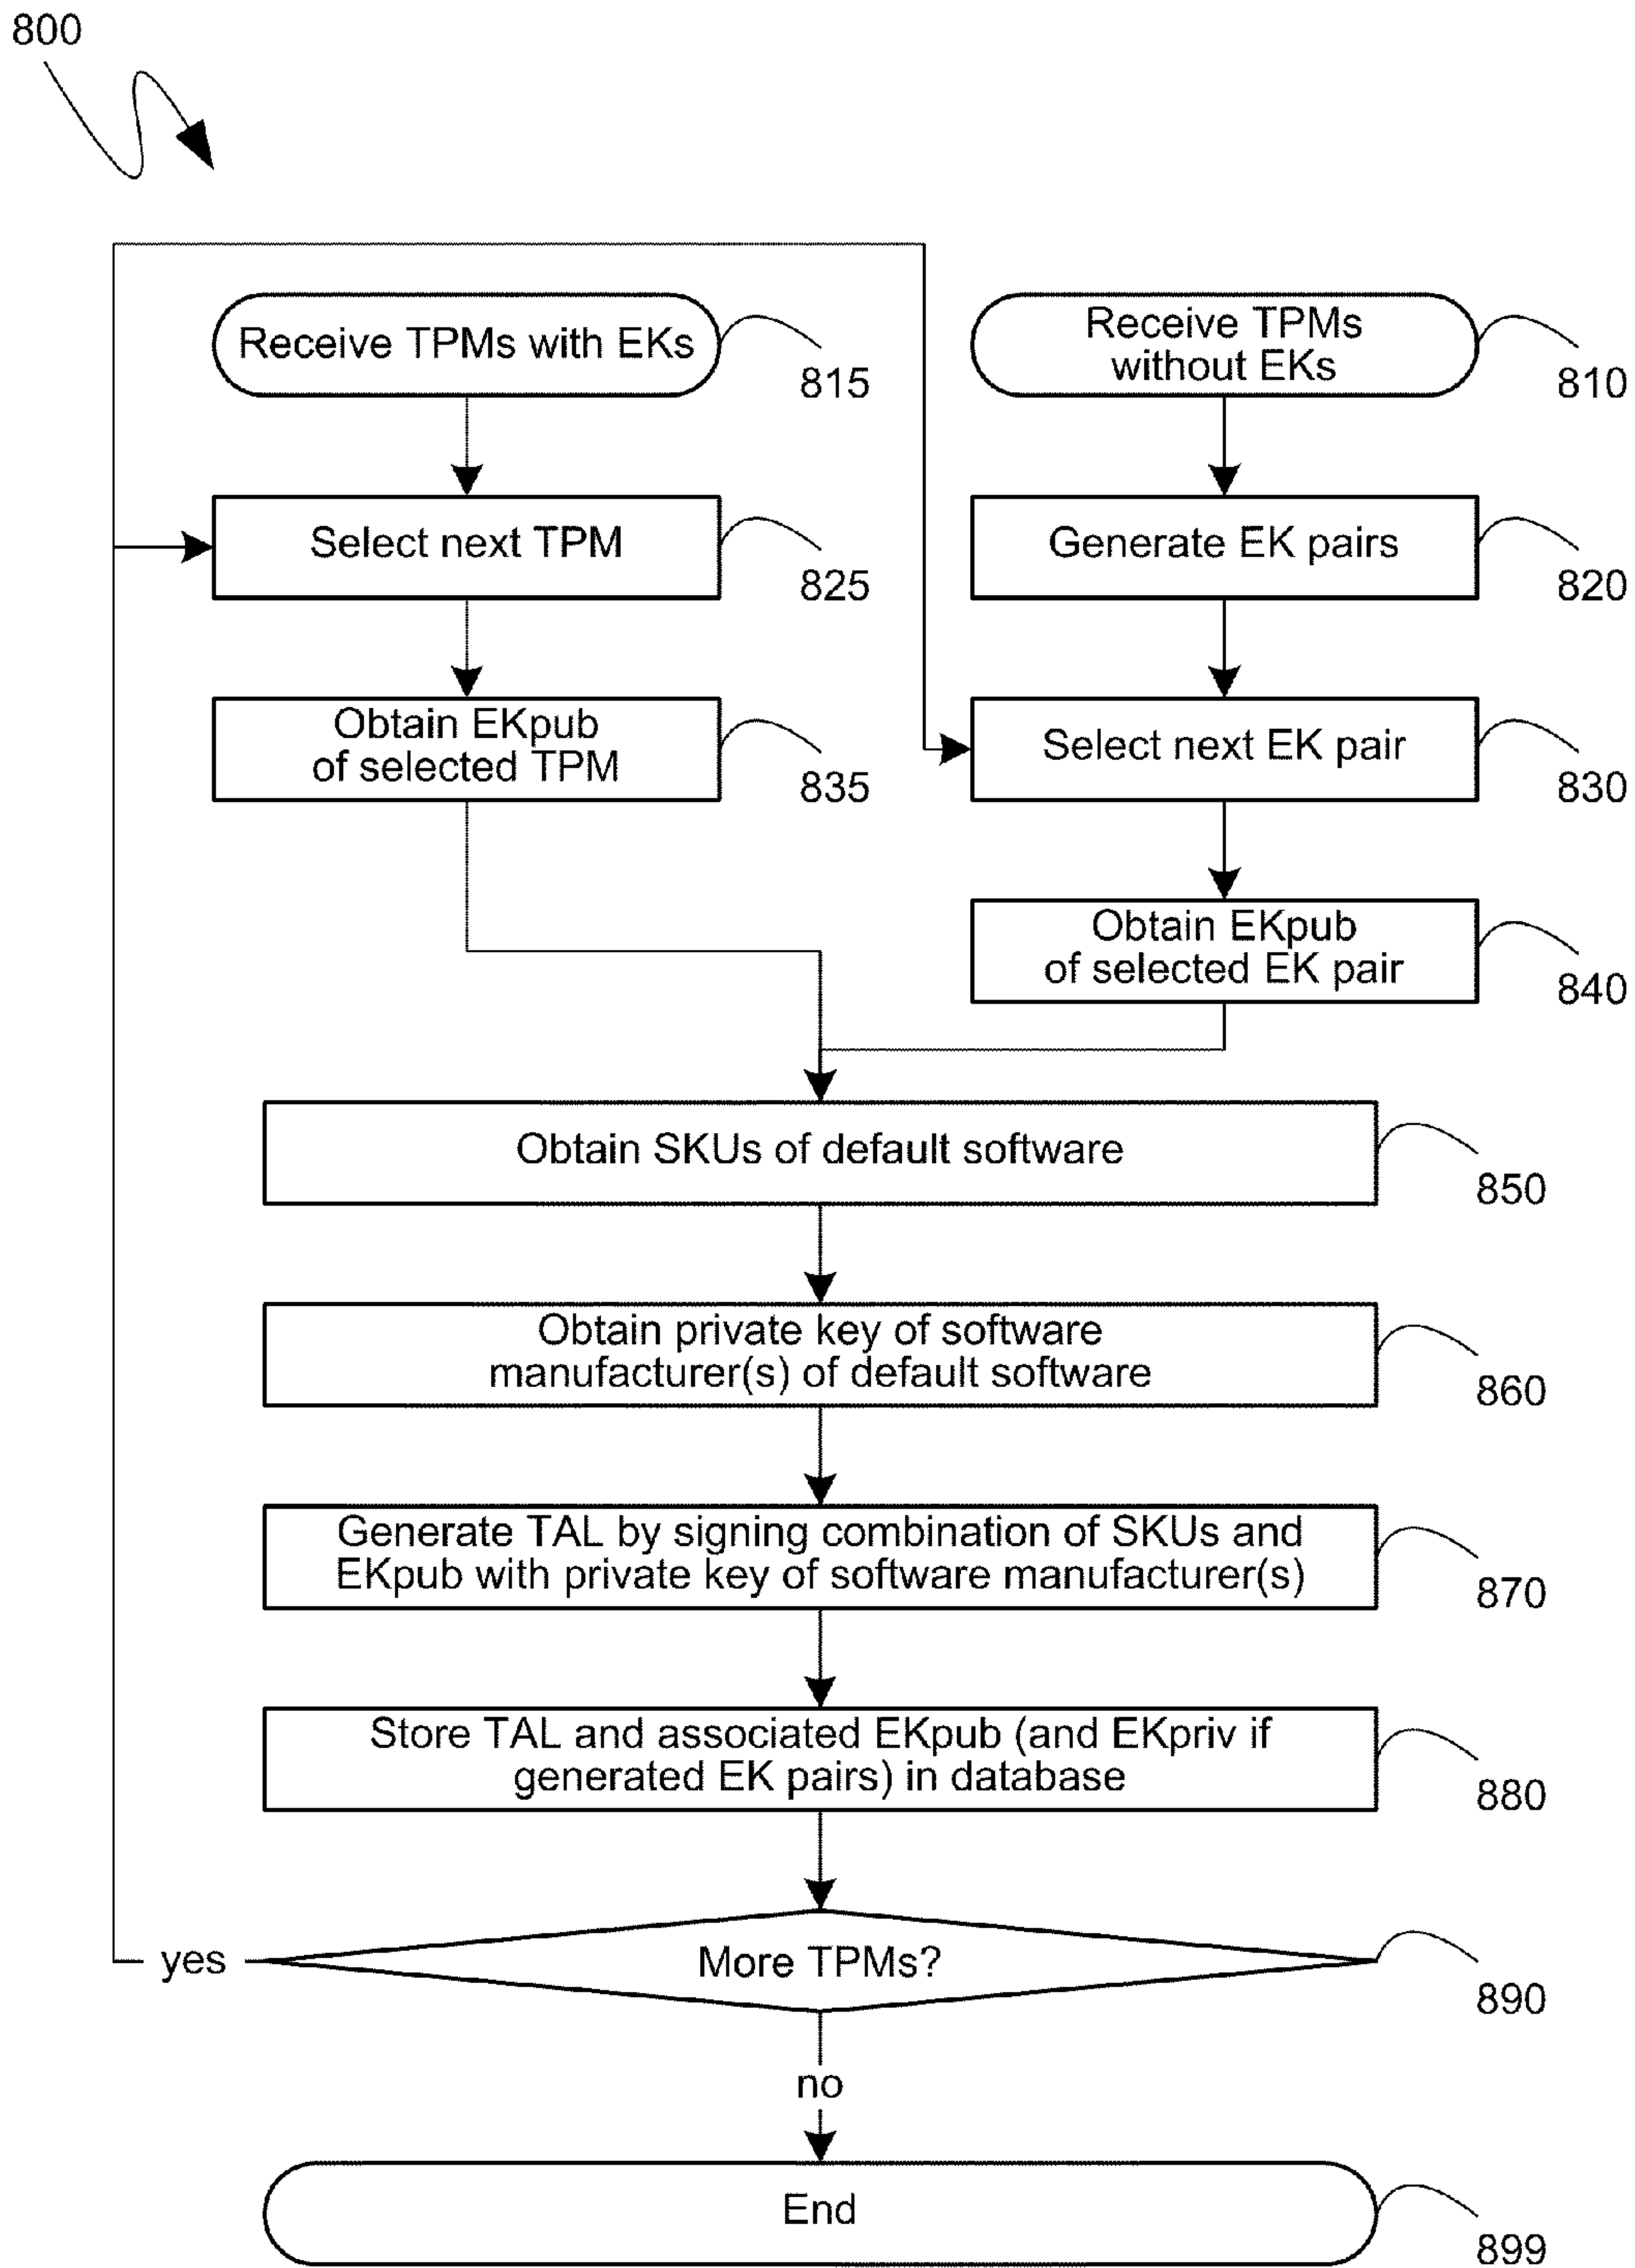 800
Receive TPMs with EKs
815
Receive TPMs
without EKs
810
Select next TPM
825
Generate EK pairs
820
Obtain EKpub
of selected TPM
835
Select next EK pair
830
Obtain EKpub
of selected EK pair
840
Obtain SKUs of default software
850
Obtain private key of software
manufacturer(s) of default software
860
Generate TAL by signing combination of SKUs and
EKpub with private key of software manufacturer(s)
870
Store TAL and associated EKpub (and EKpriv if
generated EK pairs) in database
880
More TPMs?
yes
890
no
End
899